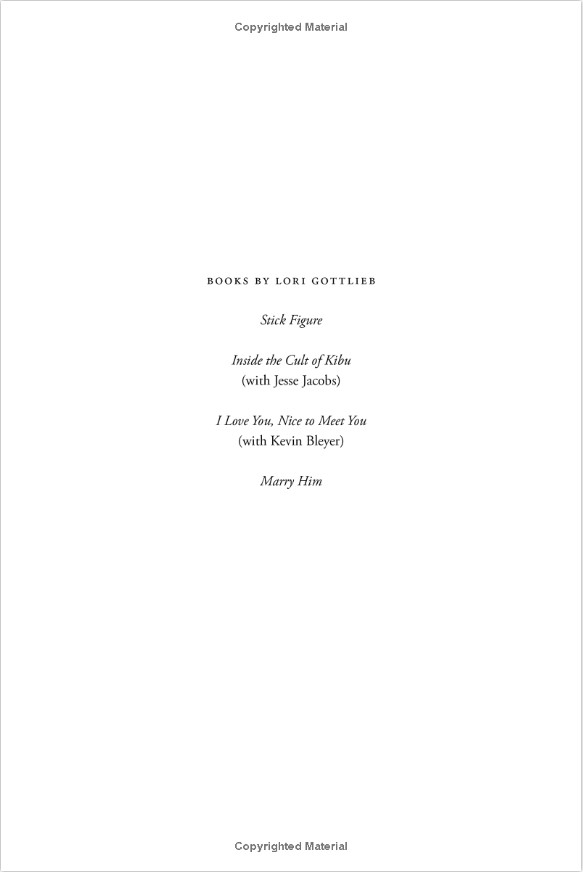 Copyrighted Material
BOOKS BY LORI GOTTLIEB
Stick Figure
Inside the Cult of Kibu
(with Jesse Jacobs)
I Love You, Nice to Meet You
(with Kevin Bleyer)
Marry Him
Copyrighted Material